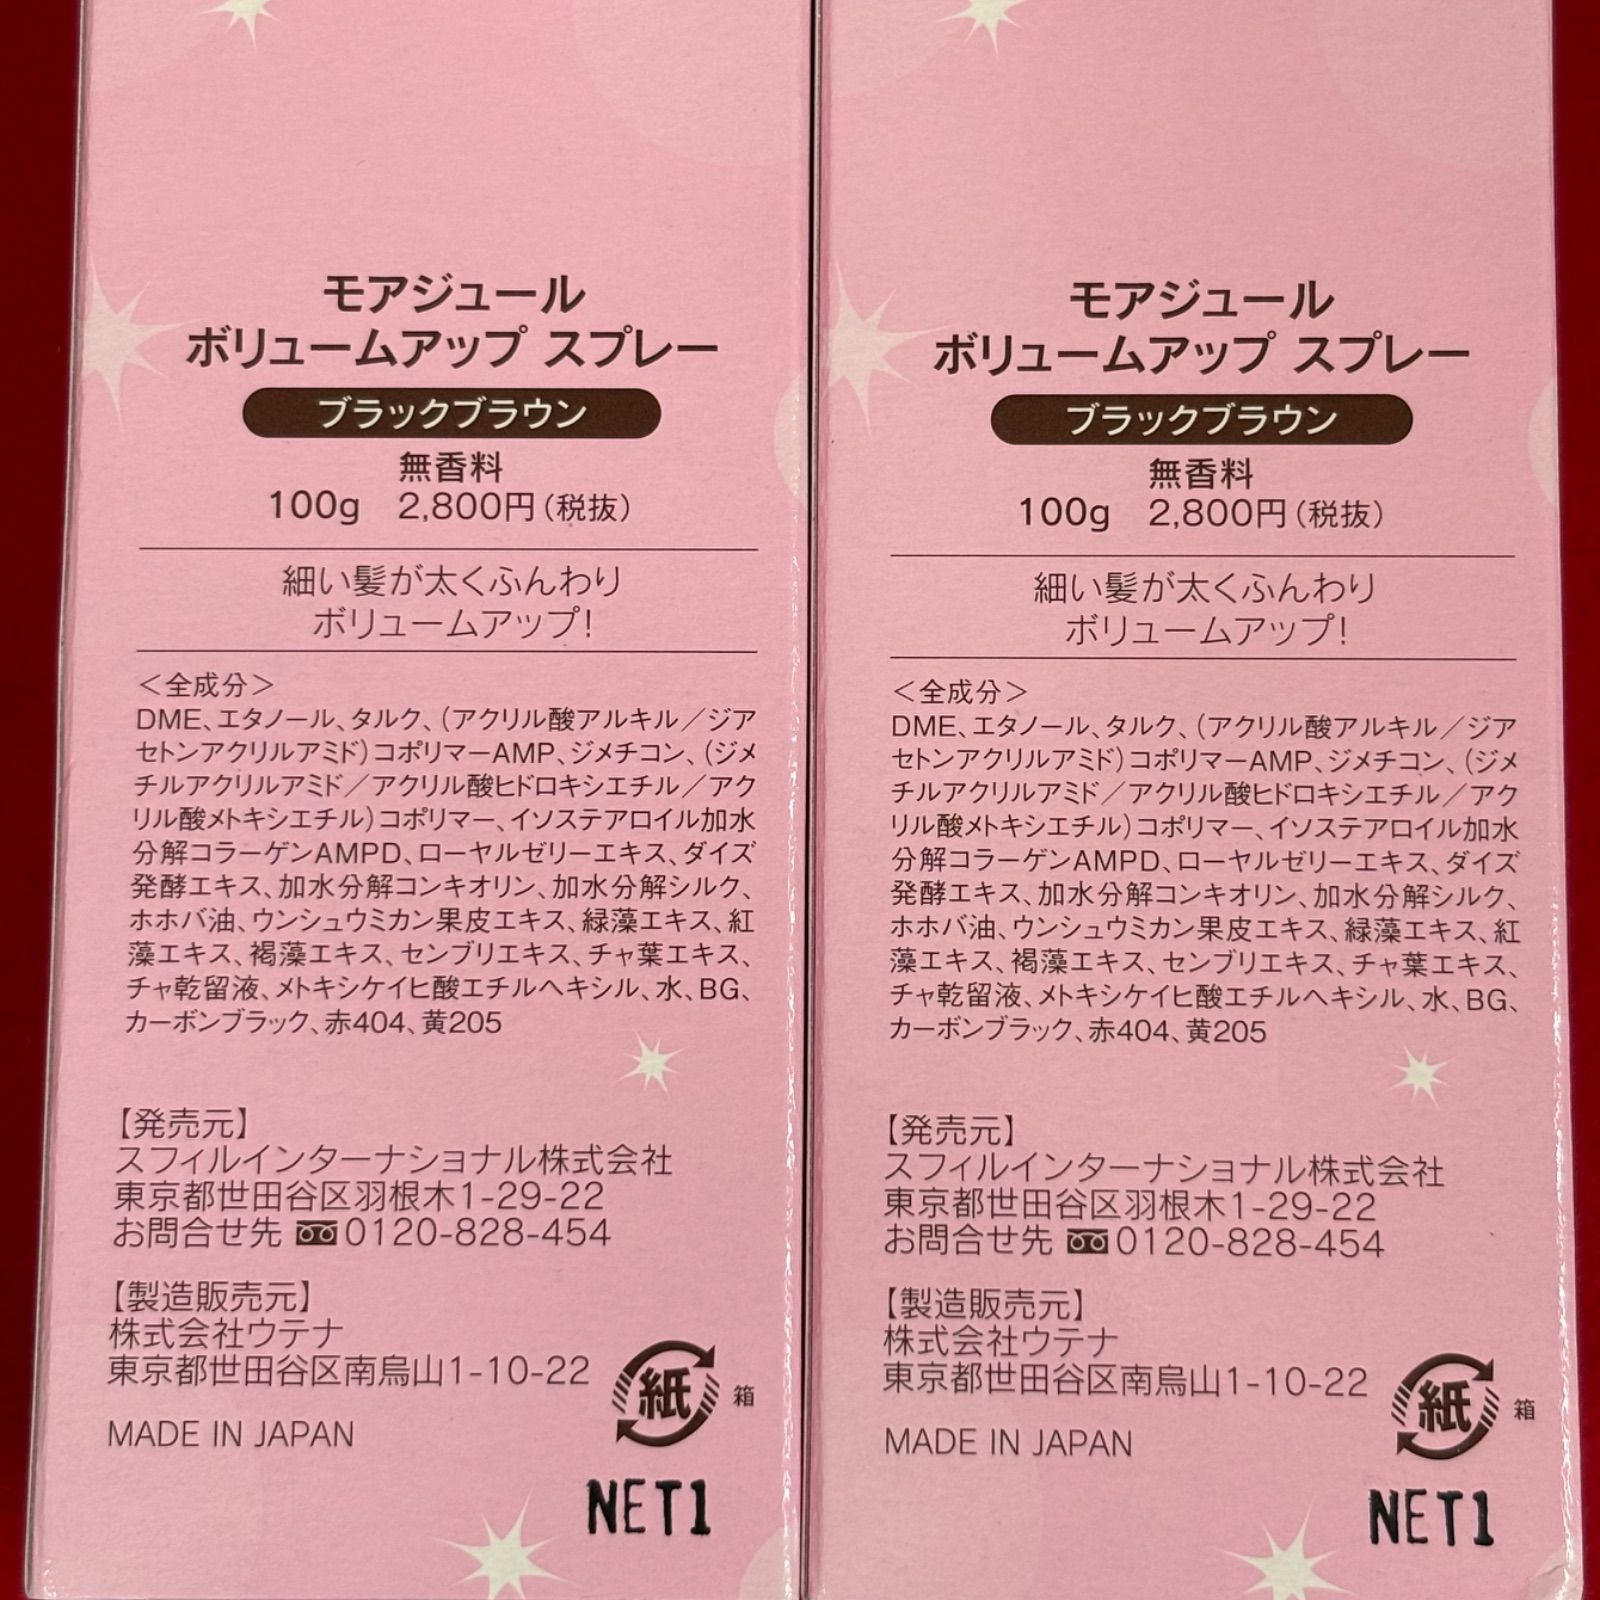 モアジュール
ボリュームアップ スプレー
ブラックブラウン
無香料
100g 2,800円(税抜)
細い髪が太くふんわり
ボリュームアップ!
<全成分>
DME、エタノール、タルク、(アクリル酸アルキル/ジア
セトンアクリルアミド)コポリマーAMP、ジメチコン、(ジメ
チルアクリルアミド/アクリル酸ヒドロキシエチル/アク
リル酸メトキシエチル)コポリマー、イソステアロイル加水
分解コラーゲンAMPD、ローヤルゼリーエキス、ダイズ
発酵エキス、加水分解コンキオリン、加水分解シルク、
ホホバ油、ウンシュウミカン果皮エキス、緑藻エキス、紅
藻エキス、褐藻エキス、センブリエキス、チャ葉エキス、
チャ乾留液、メトキシケイヒ酸エチルヘキシル、水、BG、
カーボンブラック、赤404、黄205
【発売元】
スフィルインターナショナル株式会社
東京都世田谷区羽根木1-29-22
お問合せ先 0120-828-454
【製造販売元】
株式会社ウテナ
東京都世田谷区南烏山1-10-22
MADE IN JAPAN
紙
箱
NET1
モアジュール
ボリュームアップ スプレー
ブラックブラウン
無香料
100g 2,800円(税抜)
細い髪が太くふんわり
ボリュームアップ!
<全成分>
DME、エタノール、タルク、(アクリル酸アルキル/ジア
セトンアクリルアミド)コポリマーAMP、ジメチコン、(ジメ
チルアクリルアミド/アクリル酸ヒドロキシエチル/アク
リル酸メトキシエチル)コポリマー、イソステアロイル加水
分解コラーゲンAMPD、ローヤルゼリーエキス、ダイズ
発酵エキス、加水分解コンキオリン、加水分解シルク、
ホホバ油、ウンシュウミカン果皮エキス、緑藻エキス、紅
藻エキス、褐藻エキス、センブリエキス、チャ葉エキス、
チャ乾留液、メトキシケイヒ酸エチルヘキシル、水、BG、
カーボンブラック、赤404、黄205
【発売元】
スフィルインターナショナル株式会社
東京都世田谷区羽根木1-29-22
お問合せ先 0120-828-454
【製造販売元】
株式会社ウテナ
東京都世田谷区南烏山1-10-22
MADE IN JAPAN
紙
箱
NET1